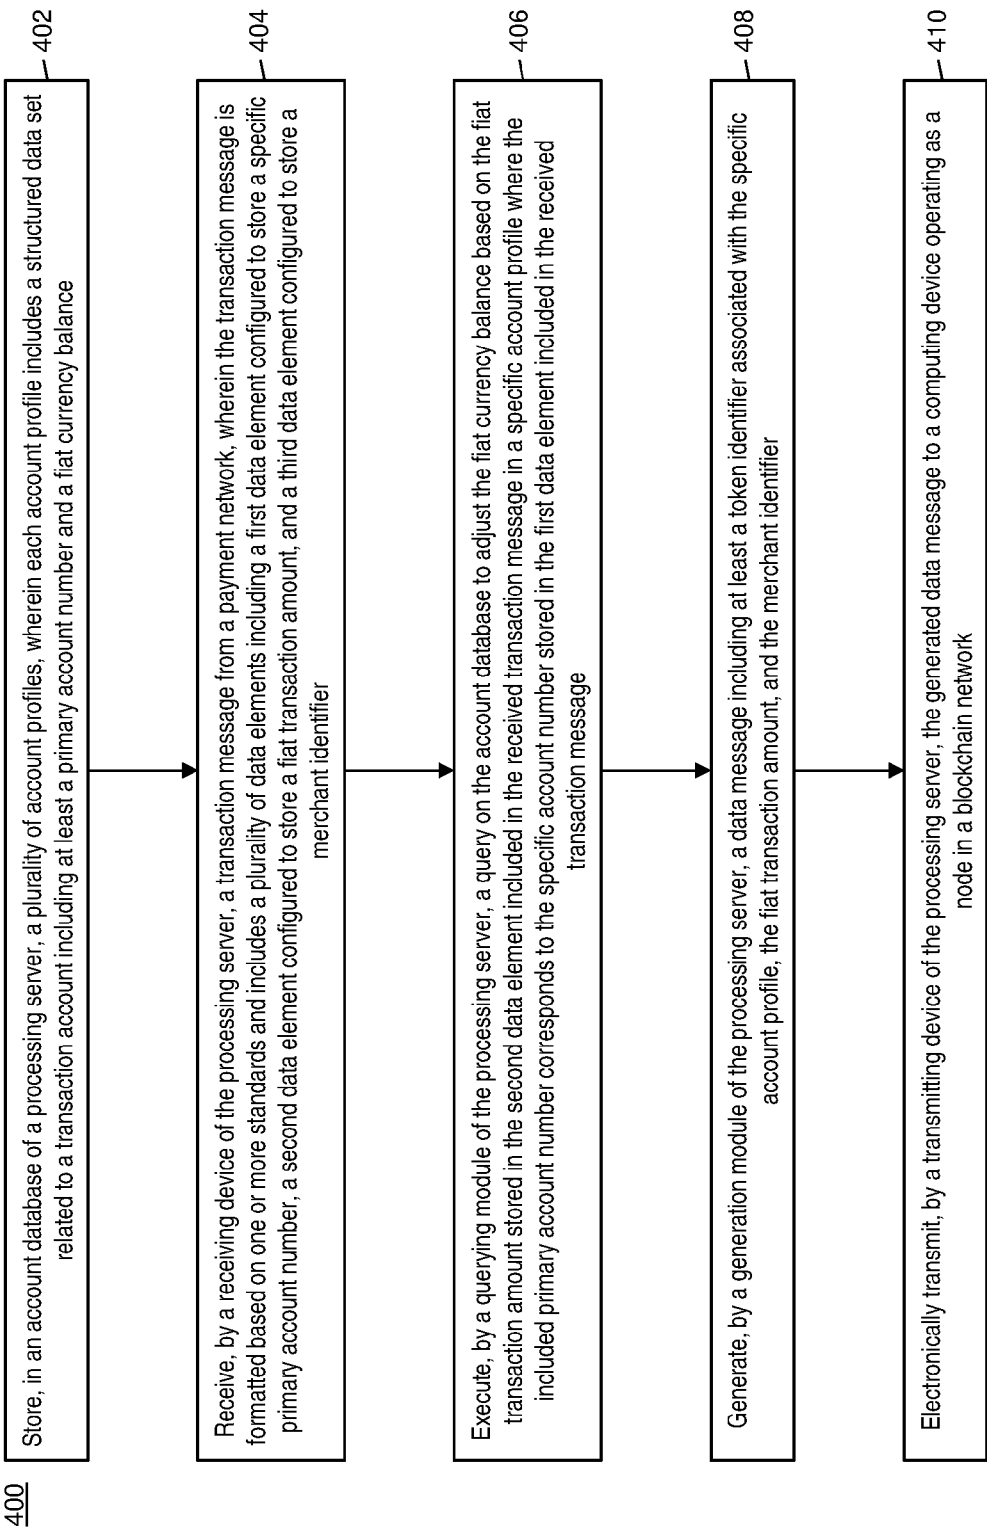 400
Store, in an account database of a processing server, a plurality of account profiles, wherein each account profile includes a structured data set
related to a transaction account including at least a primary account number and a fiat currency balance
402
Receive, by a receiving device of the processing server, a transaction message from a payment network, wherein the transaction message is
formatted based on one or more standards and includes a plurality of data elements including a first data element configured to store a specific
primary account number, a second data element configured to store a fiat transaction amount, and a third data element configured to store a
merchant identifier
404
Execute, by a querying module of the processing server, a query on the account database to adjust the fiat currency balance based on the fiat
transaction amount stored in the second data element included in the received transaction message in a specific account profile where the
included primary account number corresponds to the specific account number stored in the first data element included in the received
transaction message
406
Generate, by a generation module of the processing server, a data message including at least a token identifier associated with the specific
account profile, the fiat transaction amount, and the merchant identifier
408
Electronically transmit, by a transmitting device of the processing server, the generated data message to a computing device operating as a
node in a blockchain network
410